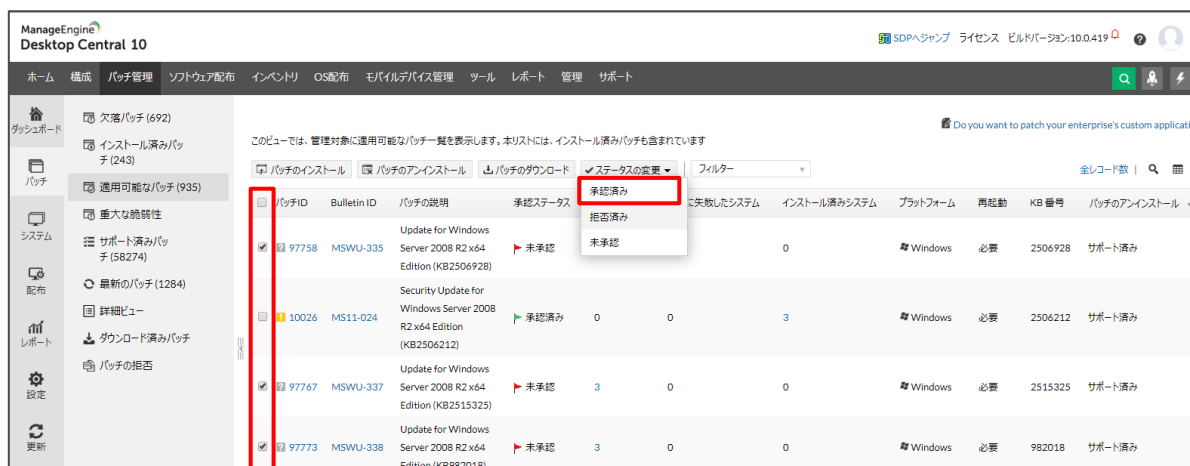 ManageEngine
Desktop Central 10
SDPへジャンプ ライセンス ビルドバージョン:10.0.419
ホーム 構成 パッチ管理 ソフトウェア配布 インベントリ OS配布 モバイルデバイス管理 ツール レポート 管理 サポート
ダッシュボード
パッチ
システム
配布
レポート
設定
更新
欠落パッチ (692)
インストール済みパッ
チ (243)
適用可能なパッチ (935)
重大な脆弱性
サポート済みパッ
チ (58274)
最新のパッチ (1284)
詳細ビュー
ダウンロード済みパッチ
パッチの拒否
Do you want to patch your enterprise's custom applicati
このビューでは、管理対象に適用可能なパッチ一覧を表示します。本リストには、インストール済みパッチも含まれています
パッチのインストール パッチのアンインストール パッチのダウンロード ステータスの変更 フィルター 全レコード数
承認済み
拒否済み
未承認
パッチID Bulletin ID パッチの説明 承認ステータス に失敗したシステム インストール済みシステム プラットフォーム 再起動 KB 番号 パッチのアンインストール
97758 MSWU-335 Update for Windows
Server 2008 R2 x64
Edition (KB2506928) 未承認 0 Windows 必要 2506928 サポート済み
10026 MS11-024 Security Update for
Windows Server 2008
R2 x64 Edition
(KB2506212) 承認済み 0 0 3 Windows 必要 2506212 サポート済み
97767 MSWU-337 Update for Windows
Server 2008 R2 x64
Edition (KB2515325) 未承認 3 0 0 Windows 必要 2515325 サポート済み
97773 MSWU-338 Update for Windows
Server 2008 R2 x64
Edition (KB982018) 未承認 3 0 0 Windows 必要 982018 サポート済み